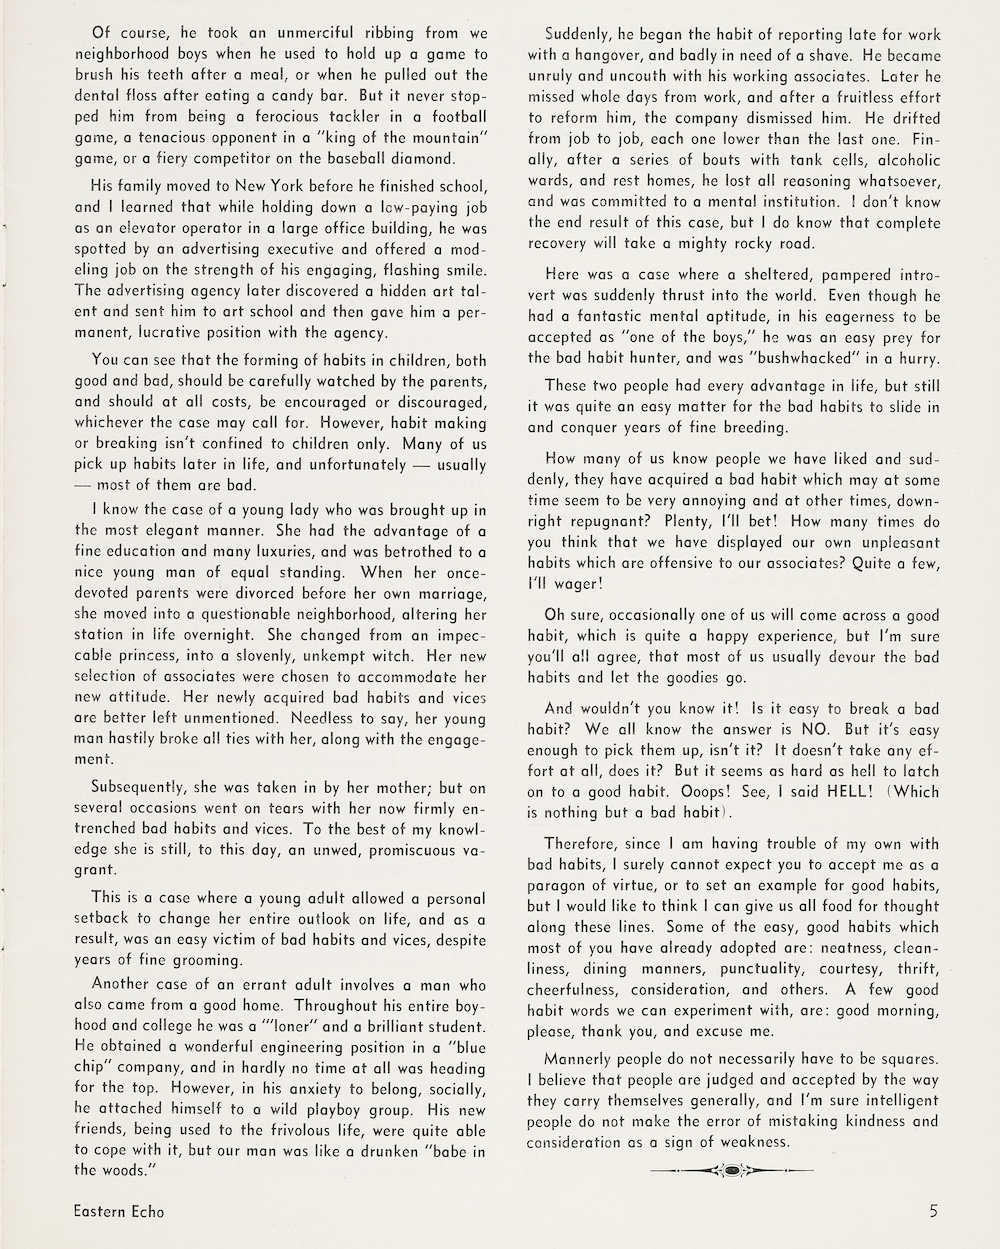 Of course, he took an unmerciful ribbing from we
neighborhood boys when he used to hold up a game to
brush his teeth after a meal, or when he pulled out the
dental floss after eating a candy bar. But it never stop-
ped him from being a ferocious tackler in a football
game, a tenacious opponent in a "king of the mountain"
game, or a fiery competitor on the baseball diamond.
His family moved to New York before he finished school,
and I learned that while holding down a low-paying job
as an elevator operator in a large office building, he was
spotted by an advertising executive and offered a mod-
eling job on the strength of his engaging, flashing smile.
The advertising agency later discovered a hidden art tal-
ent and sent him to art school and then gave him a per-
manent, lucrative position with the agency.
You can see that the forming of habits in children, both
good and bad, should be carefully watched by the parents,
and should at all costs, be encouraged or discouraged,
whichever the case may call for. However, habit making
or breaking isn't confined to children only. Many of us
pick up habits later in life, and unfortunately — usually
— most of them are bad.
I know the case of a young lady who was brought up in
the most elegant manner. She had the advantage of a
fine education and many luxuries, and was betrothed to a
nice young man of equal standing. When her once-
devoted parents were divorced before her own marriage,
she moved into a questionable neighborhood, altering her
station in life overnight. She changed from an impec-
cable princess, into a slovenly, unkempt witch. Her new
selection of associates were chosen to accommodate her
new attitude. Her newly acquired bad habits and vices
are better left unmentioned. Needless to say, her young
man hastily broke all ties with her, along with the engage-
ment.
Subsequently, she was taken in by her mother; but on
several occasions went on tears with her now firmly en-
trenched bad habits and vices. To the best of my knowl-
edge she is still, to this day, an unwed, promiscuous va-
grant.
This is a case where a young adult allowed a personal
setback to change her entire outlook on life, and as a
result, was an easy victim of bad habits and vices, despite
years of fine grooming.
Another case of an errant adult involves a man who
also came from a good home. Throughout his entire boy-
hood and college he was a "'loner" and a brilliant student.
He obtained a wonderful engineering position in a "blue
chip" company, and in hardly no time at all was heading
for the top. However, in his anxiety to belong, socially,
he attached himself to a wild playboy group. His new
friends, being used to the frivolous life, were quite able
to cope with it, but our man was like a drunken "babe in
the woods."
Suddenly, he began the habit of reporting late for work
with a hangover, and badly in need of a shave. He became
unruly and uncouth with his working associates. Later he
missed whole days from work, and after a fruitless effort
to reform him, the company dismissed him. He drifted
from job to job, each one lower than the last one. Fin-
ally, after a series of bouts with tank cells, alcoholic
wards, and rest homes, he lost all reasoning whatsoever,
and was committed to a mental institution. I don't know
the end result of this case, but I do know that complete
recovery will take a mighty rocky road.
Here was a case where a sheltered, pampered intro-
vert was suddenly thrust into the world. Even though he
had a fantastic mental aptitude, in his eagerness to be
accepted as "one of the boys," he was an easy prey for
the bad habit hunter, and was "bushwhacked" in a hurry.
These two people had every advantage in life, but still
it was quite an easy matter for the bad habits to slide in
and conquer years of fine breeding.
How many of us know people we have liked and sud-
denly, they have acquired a bad habit which may at some
time seem to be very annoying and at other times, down-
right repugnant? Plenty, I'll bet! How many times do
you think that we have displayed our own unpleasant
habits which are offensive to our associates? Quite a few,
I'll wager!
Oh sure, occasionally one of us will come across a good
habit, which is quite a happy experience, but I'm sure
you'll all agree, that most of us usually devour the bad
habits and let the goodies go.
And wouldn't you know it! Is it easy to break a bad
habit? We all know the answer is NO. But it's easy
enough to pick them up, isn't it? It doesn't take any ef-
fort at all, does it? But it seems as hard as hell to latch
on to a good habit. Ooops! See, I said HELL! (Which
is nothing but a bad habit).
Therefore, since I am having trouble of my own with
bad habits, I surely cannot expect you to accept me as a
paragon of virtue, or to set an example for good habits,
but I would like to think I can give us all food for thought
along these lines. Some of the easy, good habits which
most of you have already adopted are: neatness, clean-
liness, dining manners, punctuality, courtesy, thrift,
cheerfulness, consideration, and others. A few good
habit words we can experiment with, are: good morning,
please, thank you, and excuse me.
Mannerly people do not necessarily have to be squares.
I believe that people are judged and accepted by the way
they carry themselves generally, and I'm sure intelligent
people do not make the error of mistaking kindness and
consideration as a sign of weakness.
Eastern Echo
5